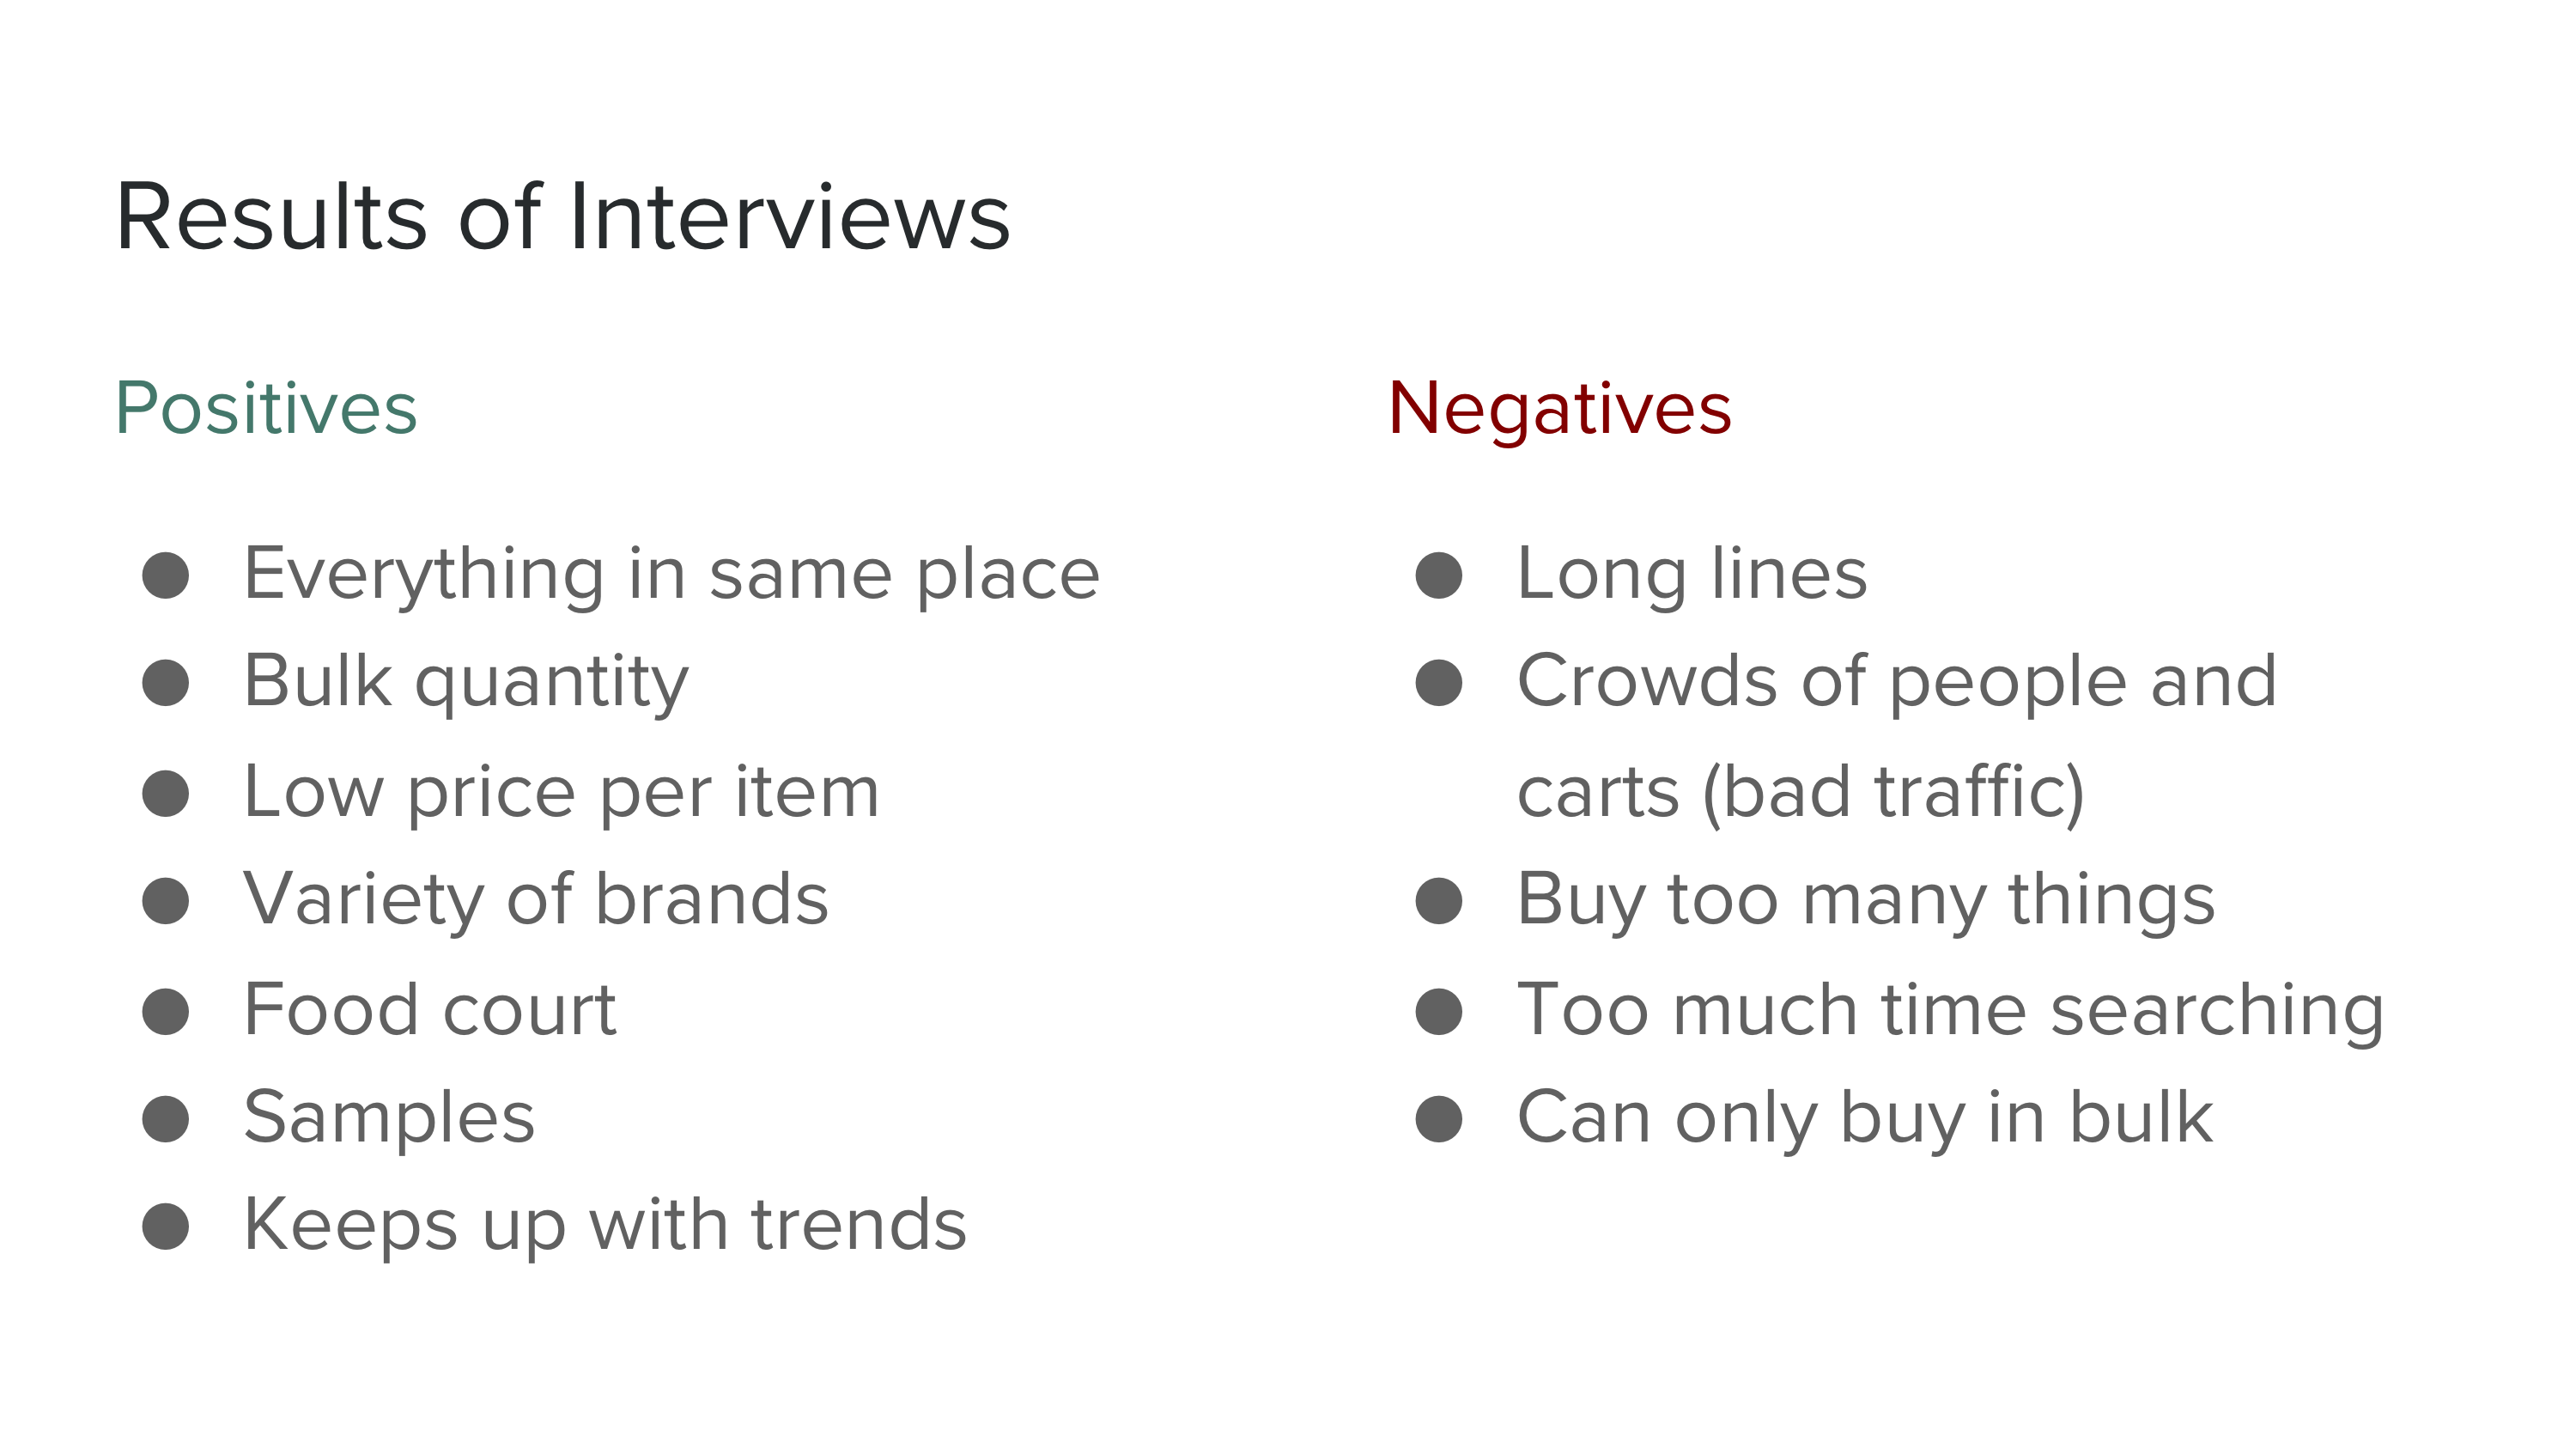 Results of Interviews
Positives
● Everything in same place
● Bulk quantity
● Low price per item
● Variety of brands
● Food court
● Samples
● Keeps up with trends
Negatives
● Long lines
● Crowds of people and
carts (bad traffic)
● Buy too many things
● Too much time searching
● Can only buy in bulk